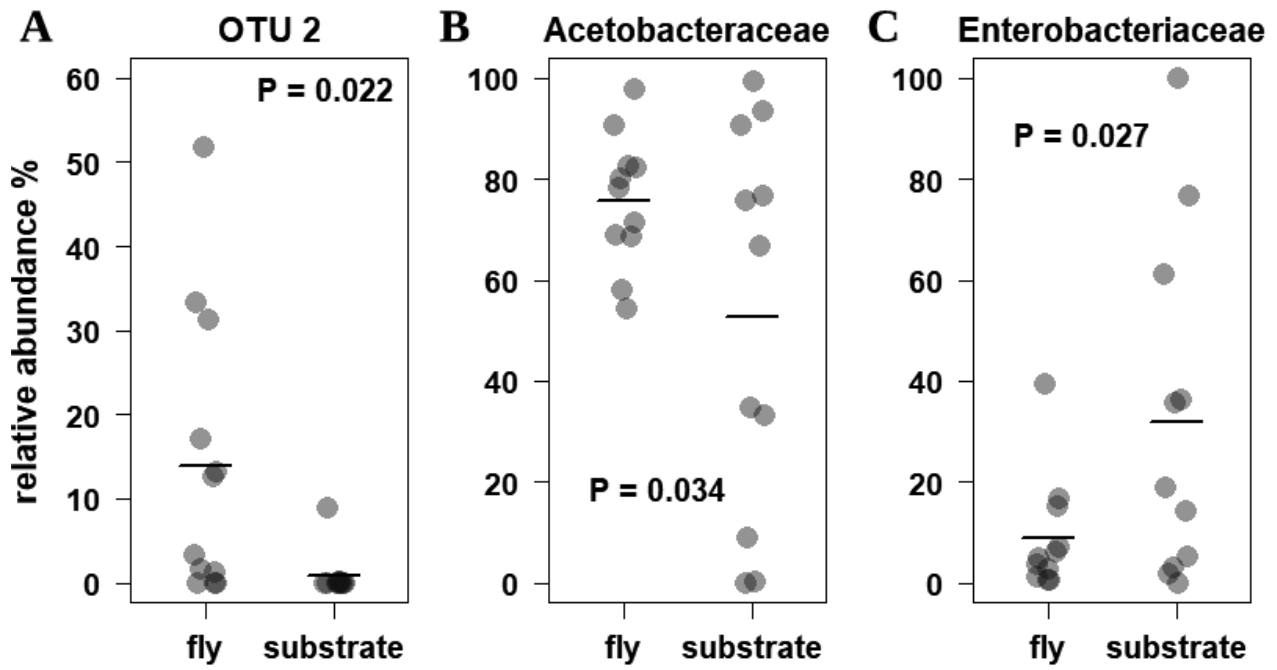 A OTU 2
P = 0.022
relative abundance %
60
50
40
30
20
10
0
fly substrate
B Acetobacteraceae
100
80
60
40
20
0
P = 0.034
fly substrate
C Enterobacteriaceae
100
80
60
40
20
0
P = 0.027
fly substrate